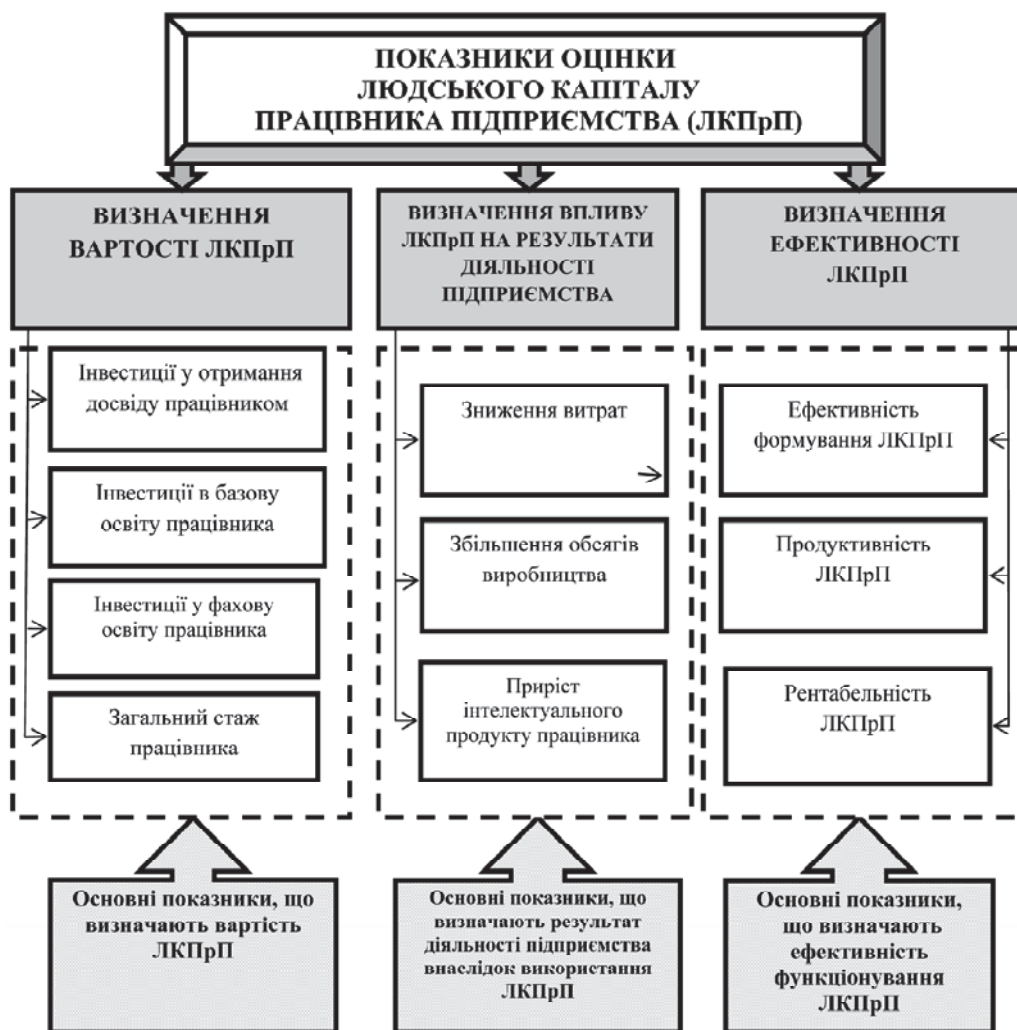 ПОКАЗНИКИ ОЦІНКИ
ЛЮДСЬКОГО КАПІТАЛУ
ПРАЦІВНИКА ПІДПРИЄМСТВА (ЛКПрП)
ВИЗНАЧЕННЯ
ВАРТОСТІ ЛКПрП
Інвестиції у отримання
досвіду працівником
Інвестиції в базову
освіту працівника
Інвестиції у фахову
освіту працівника
Загальний стаж
працівника
Основні показники, що
визначають вартість
ЛКПрП
ВИЗНАЧЕННЯ ВПЛИВУ
ЛКПрП НА РЕЗУЛЬТАТИ
ДІЯЛЬНОСТІ
ПІДПРИЄМСТВА
Зниження витрат
Збільшення обсягів
виробництва
Приріст
інтелектуального
продукту працівника
Основні показники, що
визначають результат
діяльності підприємства
внаслідок використання
ЛКПрП
ВИЗНАЧЕННЯ
ЕФЕКТИВНОСТІ
ЛКПрП
Ефективність
формування ЛКПрП
Продуктивність
ЛКПрП
Рентабельність
ЛКПрП
Основні показники,
що визначають
ефективність
функціонування
ЛКПрП